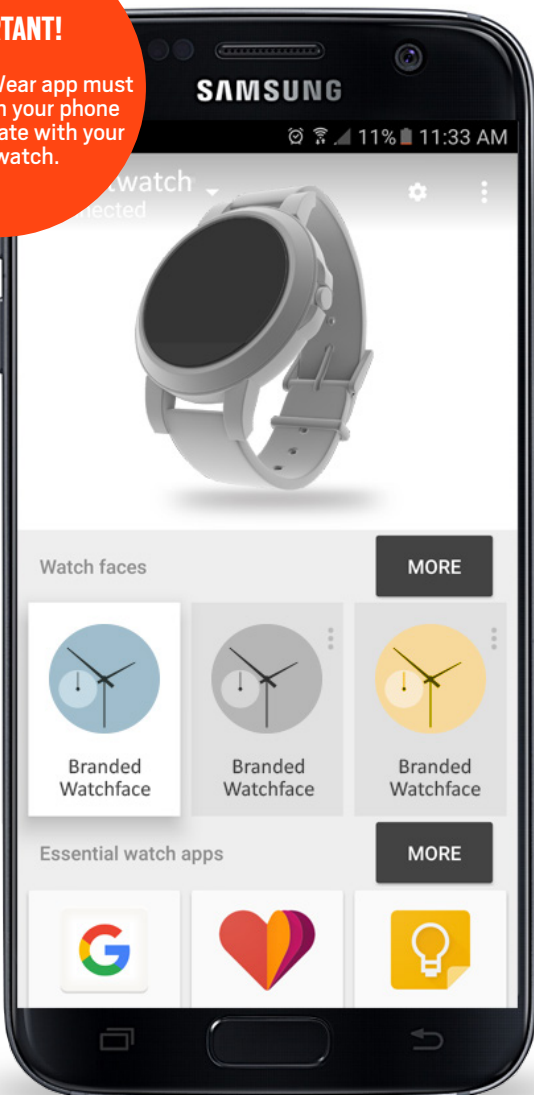 TANT!
Wear app must
your phone
ate with your
watch.
SAMSUNG
11% 11:33 AM
watch
nected
Watch faces
MORE
Branded
Watchface
Branded
Watchface
Branded
Watchface
Essential watch apps
MORE
G